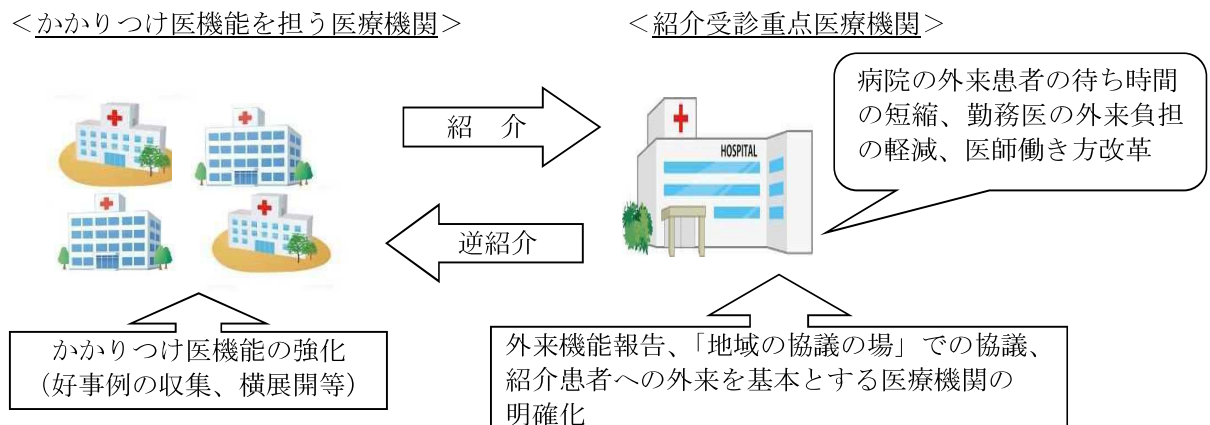 ＜かかりつけ医機能を担う医療機関＞
＜紹介受診重点医療機関＞
病院の外来患者の待ち時間
の短縮、勤務医の外来負担
の軽減、医師働き方改革
紹　介
HOSPITAL
逆紹介
かかりつけ医機能の強化
（好事例の収集、横展開等）
外来機能報告、「地域の協議の場」での協議、
紹介患者への外来を基本とする医療機関の
明確化